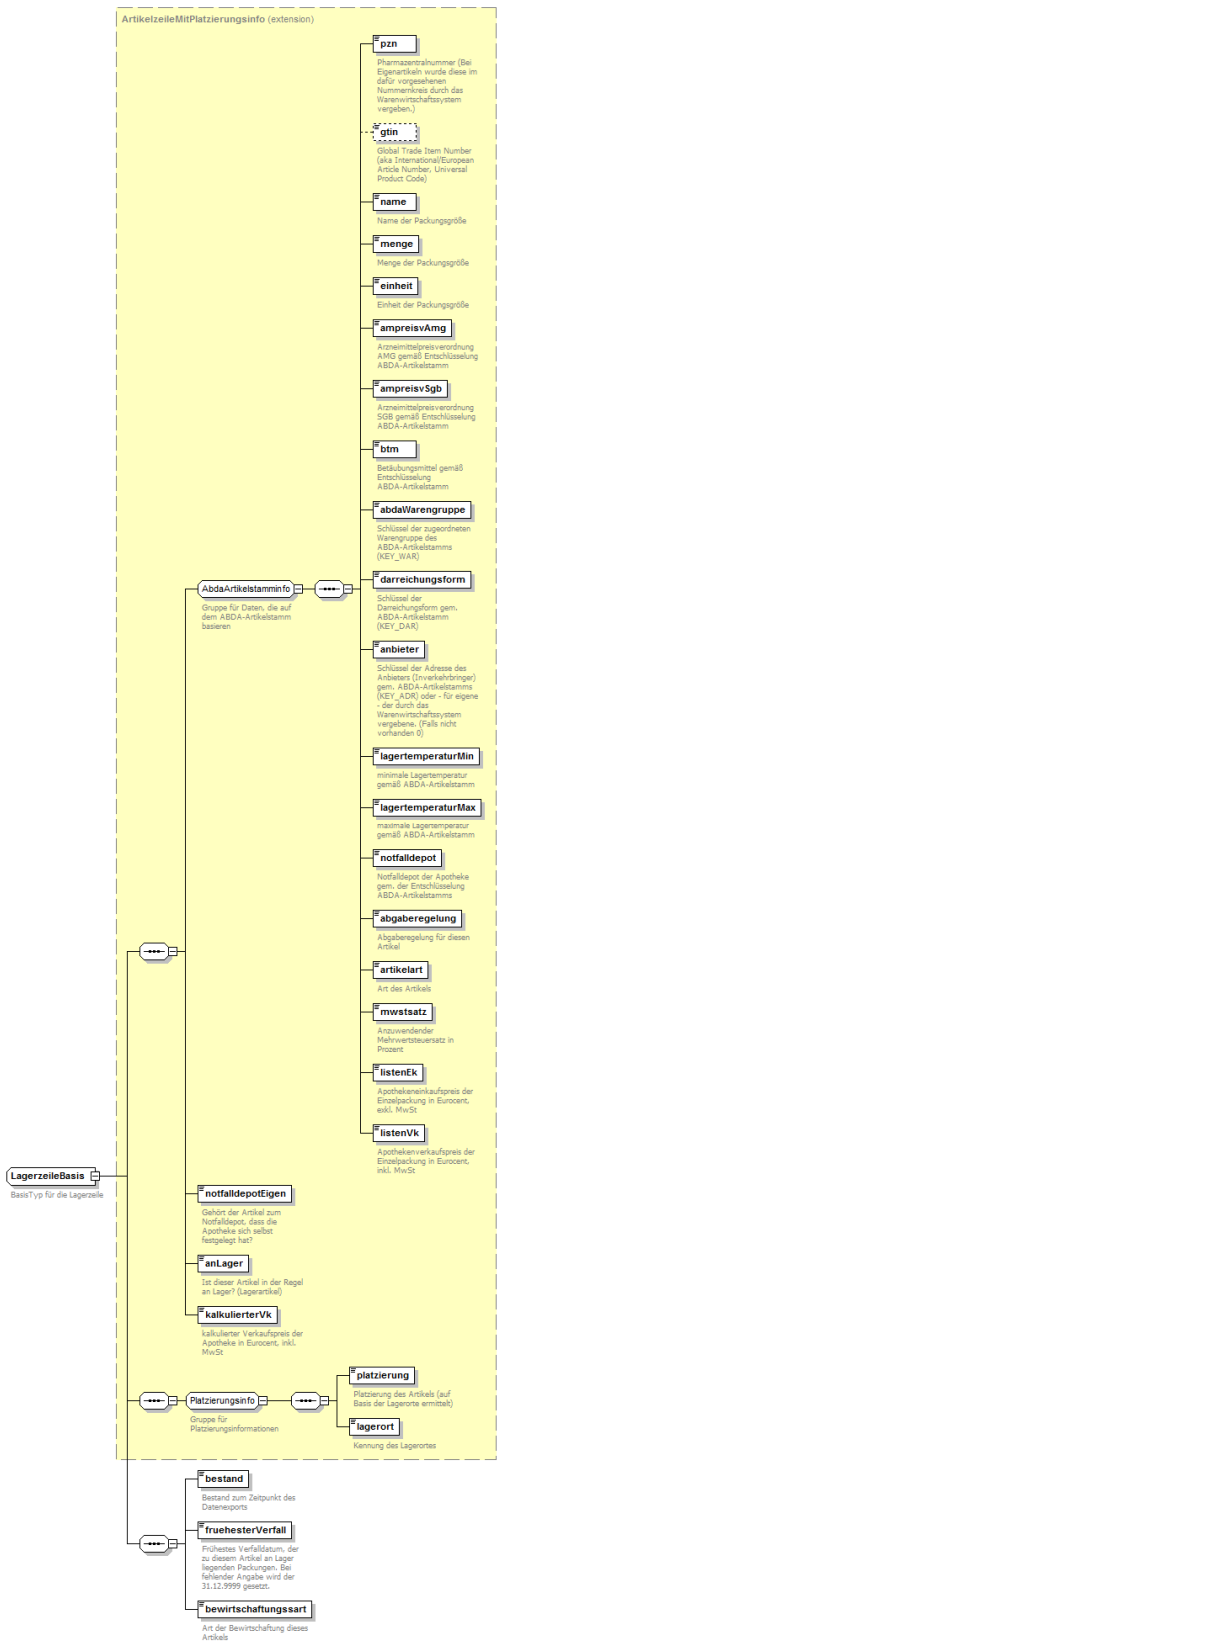 ArtikelzeileMitPlatzierungsinfo (extension)
pzn
Pharmazentralnummer (Bei
Eigenartikeln wurde diese im
dafür vorgesehenen
Nummernkreis durch das
Warenwirtschaftssystem
vergeben.)
gtin
Global Trade Item Number
(aka International/European
Article Number, Universal
Product Code)
name
Name der Packungsgröße
menge
Menge der Packungsgröße
einheit
Einheit der Packungsgröße
ampreisvAmg
Arzneimittelpreisverordnung
AMG gemäß Entschlüsselung
ABDA-Artikelstamm
ampreisvSgb
Arzneimittelpreisverordnung
SGB gemäß Entschlüsselung
ABDA-Artikelstamm
btm
Betäubungsmittel gemäß
Entschlüsselung
ABDA-Artikelstamm
abdaWarengruppe
Schlüssel der zugeordneten
Warengruppe des
ABDA-Artikelstamms
(KEY_WAR)
darreichungsform
Schlüssel der
Darreichungsform gem.
ABDA-Artikelstamm
(KEY_DAR)
AbdaArtikelstamminfo
Gruppe für Daten, die auf
dem ABDA-Artikelstamm
basieren
anbieter
Schlüssel der Adresse des
Anbieters (Inverkehrbringer)
gem. ABDA-Artikelstamms
(KEY_ADR) oder - für eigene
- der durch das
Warenwirtschaftssystem
vergebene. (Falls nicht
vorhanden 0)
lagertemperaturMin
minimale Lagertemperatur
gemäß ABDA-Artikelstamm
lagertemperaturMax
maximale Lagertemperatur
gemäß ABDA-Artikelstamm
notfalldepot
Notfalldepot der Apotheke
gem. der Entschlüsselung
ABDA-Artikelstamms
abgaberegelung
Abgaberegelung für diesen
Artikel
artikelart
Art des Artikels
mwstsatz
Anzuwendender
Mehrwertsteuersatz in
Prozent
listenEk
Apothekeneinkaufspreis der
Einzelpackung in Eurocent,
exkl. MwSt
listenVk
Apothekenverkaufspreis der
Einzelpackung in Eurocent,
inkl. MwSt
LagerzeileBasis
BasisTyp für die Lagerzeile
notfalldepotEigen
Gehört der Artikel zum
Notfalldepot, dass die
Apotheke sich selbst
festgelegt hat?
anLager
Ist dieser Artikel in der Regel
an Lager? (Lagerartikel)
kalkulierterVk
kalkulierter Verkaufspreis der
Apotheke in Eurocent, inkl.
MwSt
Platzierungsinfo
Gruppe für
Platzierungsinformationen
platzierung
Platzierung des Artikels (auf
Basis der Lagerorte ermittelt)
lagerort
Kennung des Lagerortes
bestand
Bestand zum Zeitpunkt des
Datenexports
fruehesterVerfall
Frühestes Verfalldatum, der
zu diesem Artikel an Lager
liegenden Packungen. Bei
fehlender Angabe wird der
31.12.9999 gesetzt.
bewirtschaftungssart
Art der Bewirtschaftung dieses
Artikels